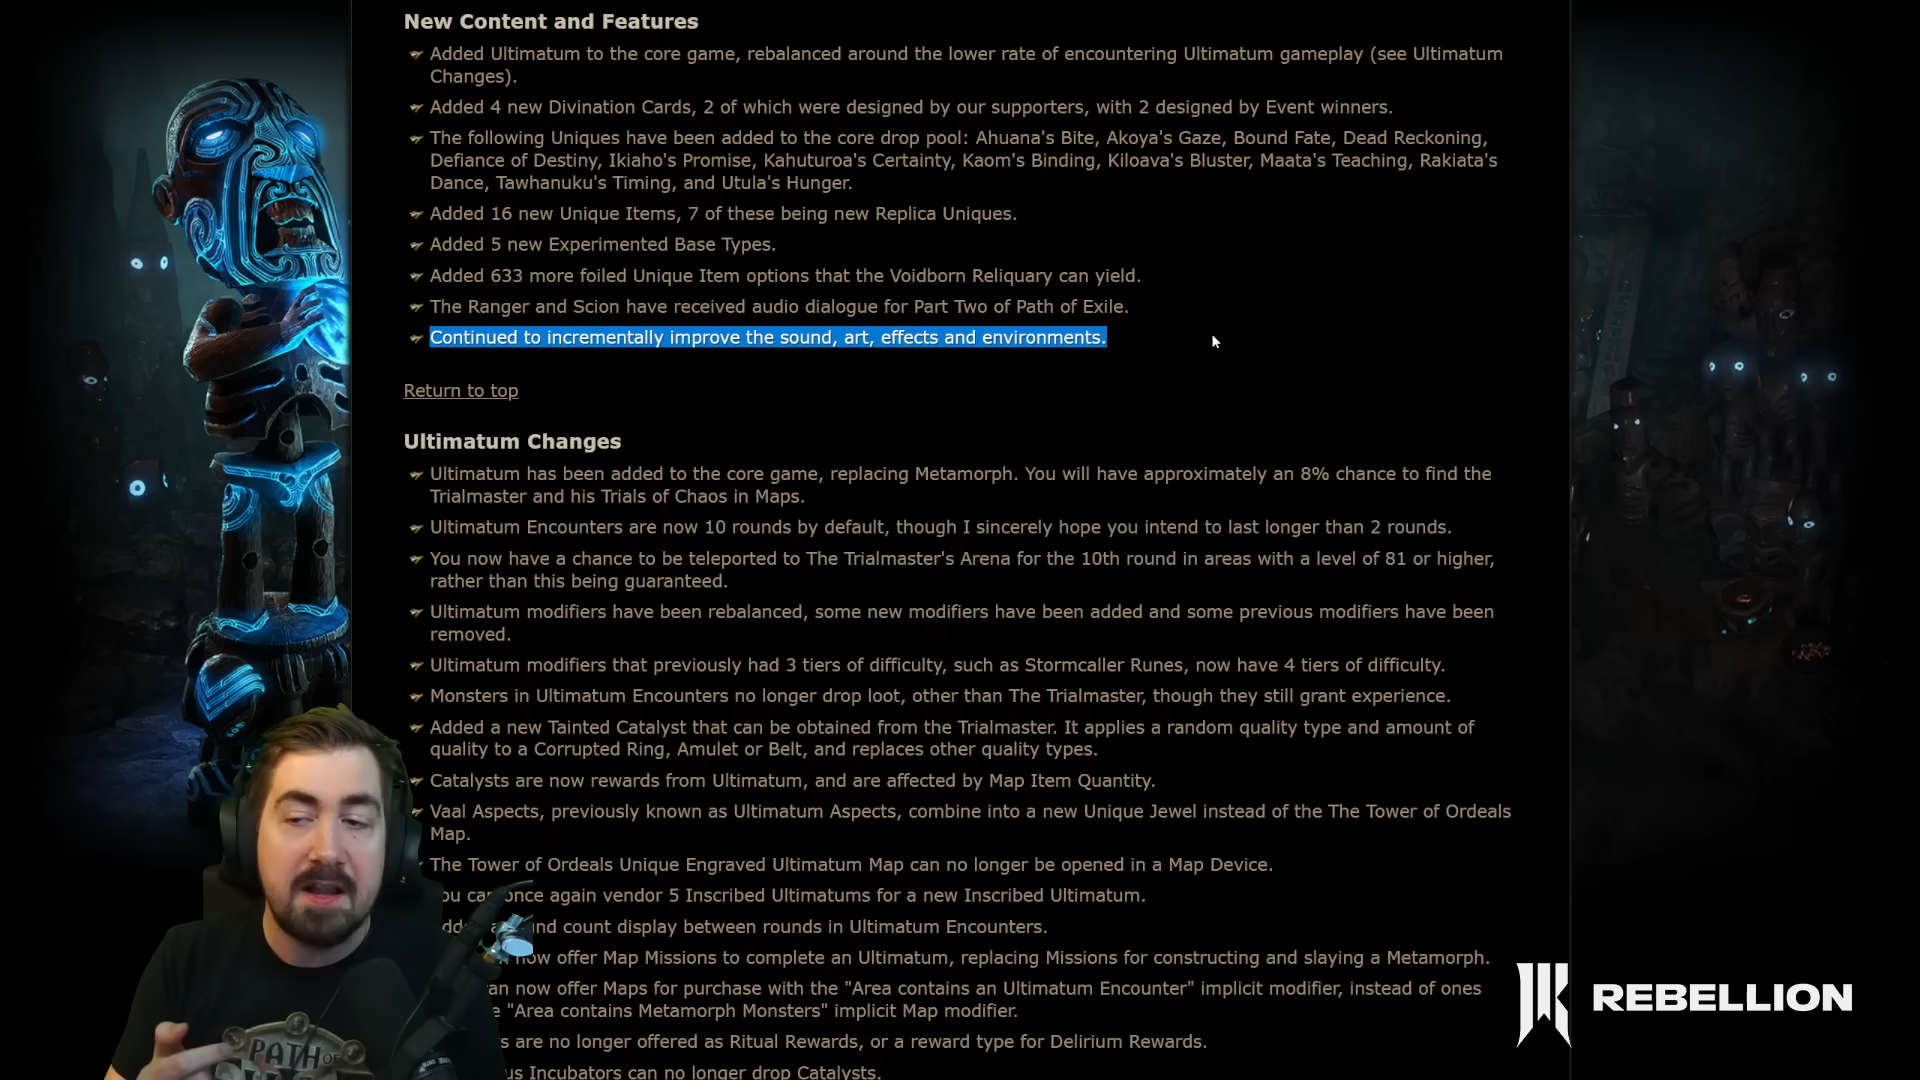 New Content and Features
Added Ultimatum to the core game, rebalanced around the lower rate of encountering Ultimatum gameplay (see Ultimatum
Changes).
Added 4 new Divination Cards, 2 of which were designed by our supporters, with 2 designed by Event winners.
The following Uniques have been added to the core drop pool: Ahuana's Bite, Akoya's Gaze, Bound Fate, Dead Reckoning,
Defiance of Destiny, Ikiaho's Promise, Kahuturoa's Certainty, Kaom's Binding, Kiloava's Bluster, Maata's Teaching, Rakiata's
Dance, Tawhanuku's Timing, and Utula's Hunger.
Added 16 new Unique Items, 7 of these being new Replica Uniques.
Added 5 new Experimented Base Types.
Added 633 more foiled Unique Item options that the Voidborn Reliquary can yield.
The Ranger and Scion have received audio dialogue for Part Two of Path of Exile.
Continued to incrementally improve the sound, art, effects and environments.
Return to top
Ultimatum Changes
Ultimatum has been added to the core game, replacing Metamorph. You will have approximately an 8% chance to find the
Trialmaster and his Trials of Chaos in Maps.
Ultimatum Encounters are now 10 rounds by default, though I sincerely hope you intend to last longer than 2 rounds.
You now have a chance to be teleported to The Trialmaster's Arena for the 10th round in areas with a level of 81 or higher,
rather than this being guaranteed.
Ultimatum modifiers have been rebalanced, some new modifiers have been added and some previous modifiers have been
removed.
Ultimatum modifiers that previously had 3 tiers of difficulty, such as Stormcaller Runes, now have 4 tiers of difficulty.
Monsters in Ultimatum Encounters no longer drop loot, other than The Trialmaster, though they still grant experience.
Added a new Tainted Catalyst that can be obtained from the Trialmaster. It applies a random quality type and amount of
quality to a Corrupted Ring, Amulet or Belt, and replaces other quality types.
Catalysts are now rewards from Ultimatum, and are affected by Map Item Quantity.
Vaal Aspects, previously known as Ultimatum Aspects, combine into a new Unique Jewel instead of the The Tower of Ordeals
Map.
The Tower of Ordeals Unique Engraved Ultimatum Map can no longer be opened in a Map Device.
once again vendor 5 Inscribed Ultimatums for a new Inscribed Ultimatum.
count display between rounds in Ultimatum Encounters.
now offer Map Missions to complete an Ultimatum, replacing Missions for constructing and slaying a Metamorph.
now offer Maps for purchase with the "Area contains an Ultimatum Encounter" implicit modifier, instead of ones
"Area contains Metamorph Monsters" implicit Map modifier.
are no longer offered as Ritual Rewards, or a reward type for Delirium Rewards.
Incubators can no longer drop Catalysts.
REBELLION
PATH OF